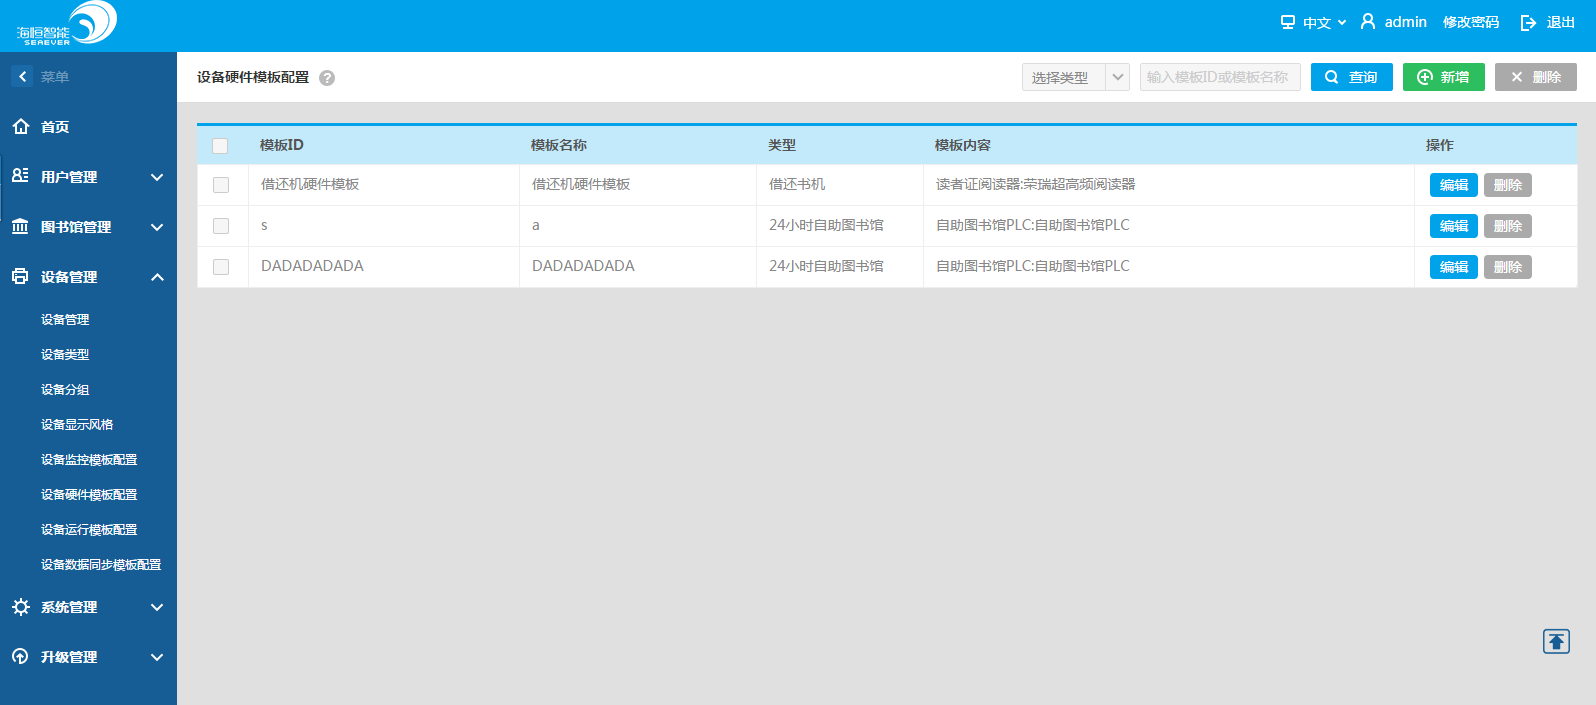 海恒智能
SEAEVER
中文
admin
修改密码
退出
菜单
首页
用户管理
图书馆管理
设备管理
设备管理
设备类型
设备分组
设备显示风格
设备监控模板配置
设备硬件模板配置
设备运行模板配置
设备数据同步模板配置
系统管理
升级管理
设备硬件模板配置 ?
选择类型
输入模板ID或模板名称
查询
新增
删除
模板ID 模板名称 类型 模板内容 操作
借还机硬件模板 借还机硬件模板 借还书机 读者证阅读器:荣瑞超高频阅读器 编辑 删除
s a 24小时自助图书馆 自助图书馆PLC:自助图书馆PLC 编辑 删除
DADADADADA DADADADADA 24小时自助图书馆 自助图书馆PLC:自助图书馆PLC 编辑 删除